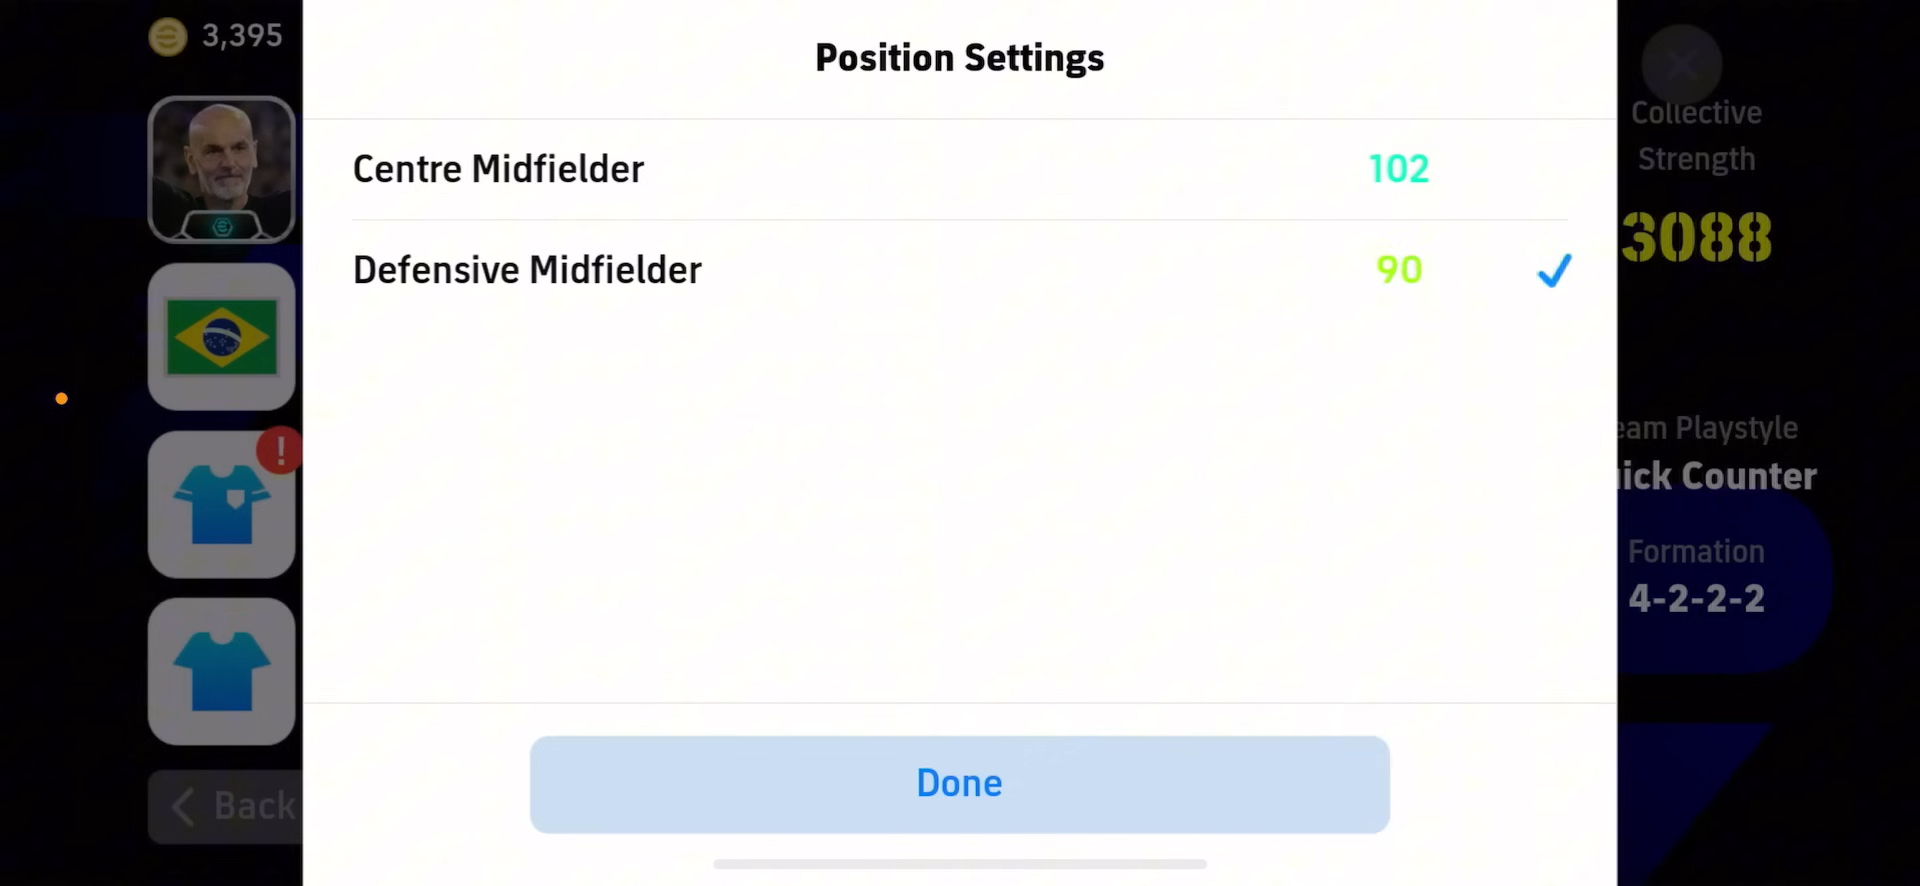 3,395
Position Settings
Centre Midfielder 102
Defensive Midfielder 90
Done
Back
Collective
Strength
3088
eam Playstyle
ick Counter
Formation
4-2-2-2
!